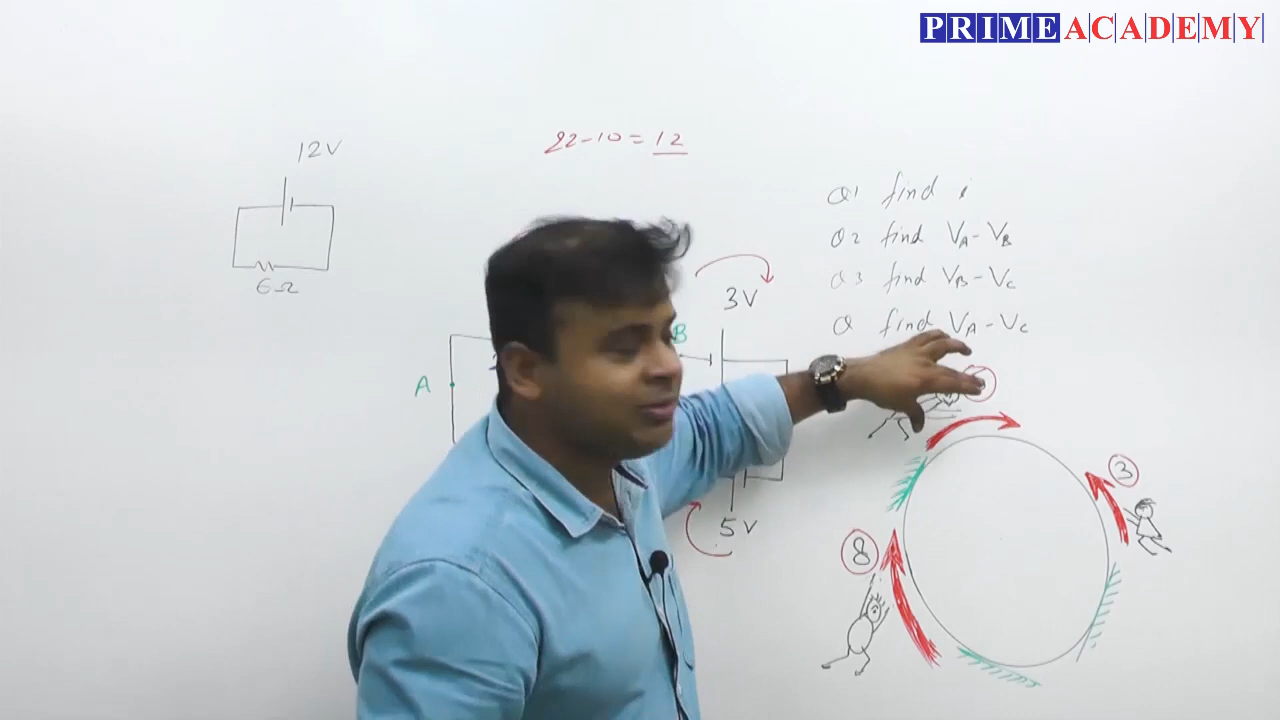 PRIME ACADEMY
12V
6Ω
22-10=12
Q1 find i
Q2 find VA-VB
Q3 find VB-VC
Q find VA-VC
3V
B
A
5V
3
8